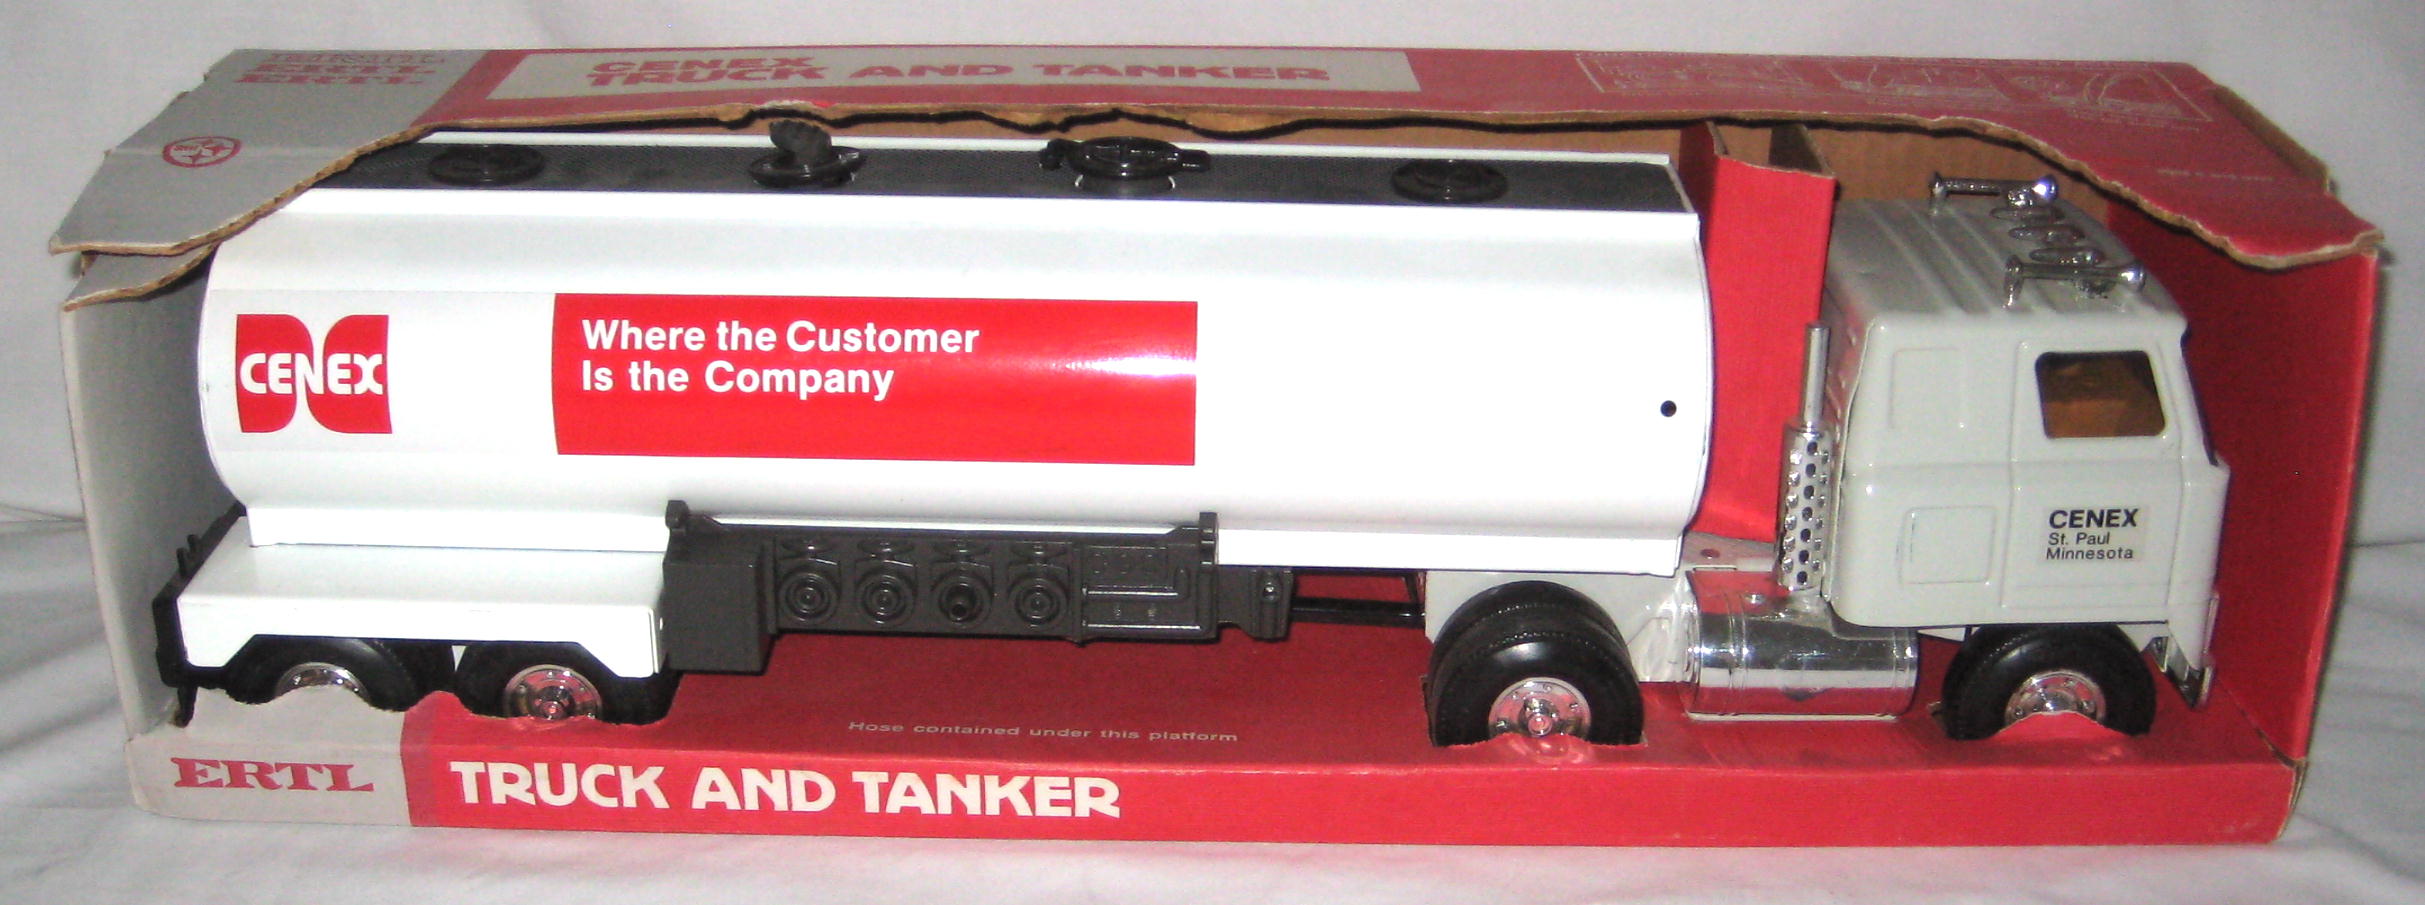 ERTL
CENEX
TRUCK AND TANKER
CENEX
Where the Customer
Is the Company
CENEX
St. Paul
Minnesota
Hose contained under this platform
ERTL
TRUCK AND TANKER